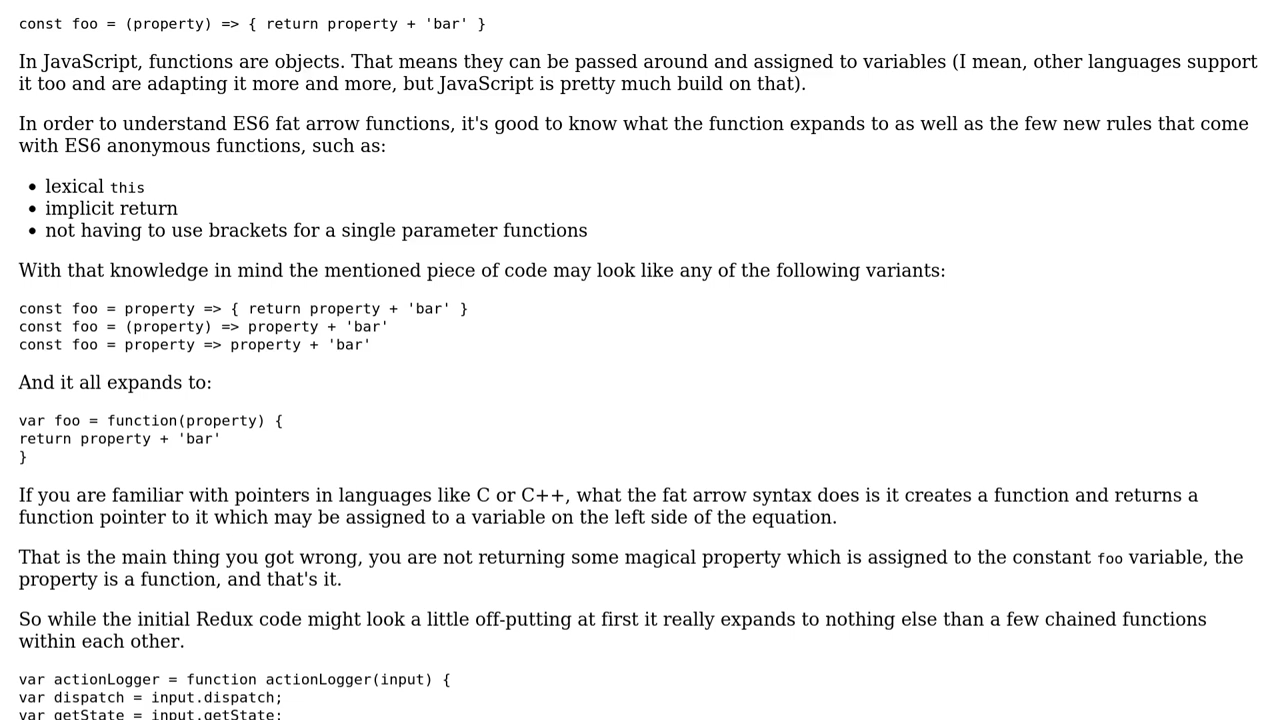 const foo = (property) => { return property + 'bar' }
In JavaScript, functions are objects. That means they can be passed around and assigned to variables (I mean, other languages support
it too and are adapting it more and more, but JavaScript is pretty much build on that).
In order to understand ES6 fat arrow functions, it's good to know what the function expands to as well as the few new rules that come
with ES6 anonymous functions, such as:
• lexical this
• implicit return
• not having to use brackets for a single parameter functions
With that knowledge in mind the mentioned piece of code may look like any of the following variants:
const foo = property => { return property + 'bar' }
const foo = (property) => property + 'bar'
const foo = property => property + 'bar'
And it all expands to:
var foo = function(property) {
return property + 'bar'
}
If you are familiar with pointers in languages like C or C++, what the fat arrow syntax does is it creates a function and returns a
function pointer to it which may be assigned to a variable on the left side of the equation.
That is the main thing you got wrong, you are not returning some magical property which is assigned to the constant foo variable, the
property is a function, and that's it.
So while the initial Redux code might look a little off-putting at first it really expands to nothing else than a few chained functions
within each other.
var actionLogger = function actionLogger(input) {
var dispatch = input.dispatch;
var getState = input.getState;